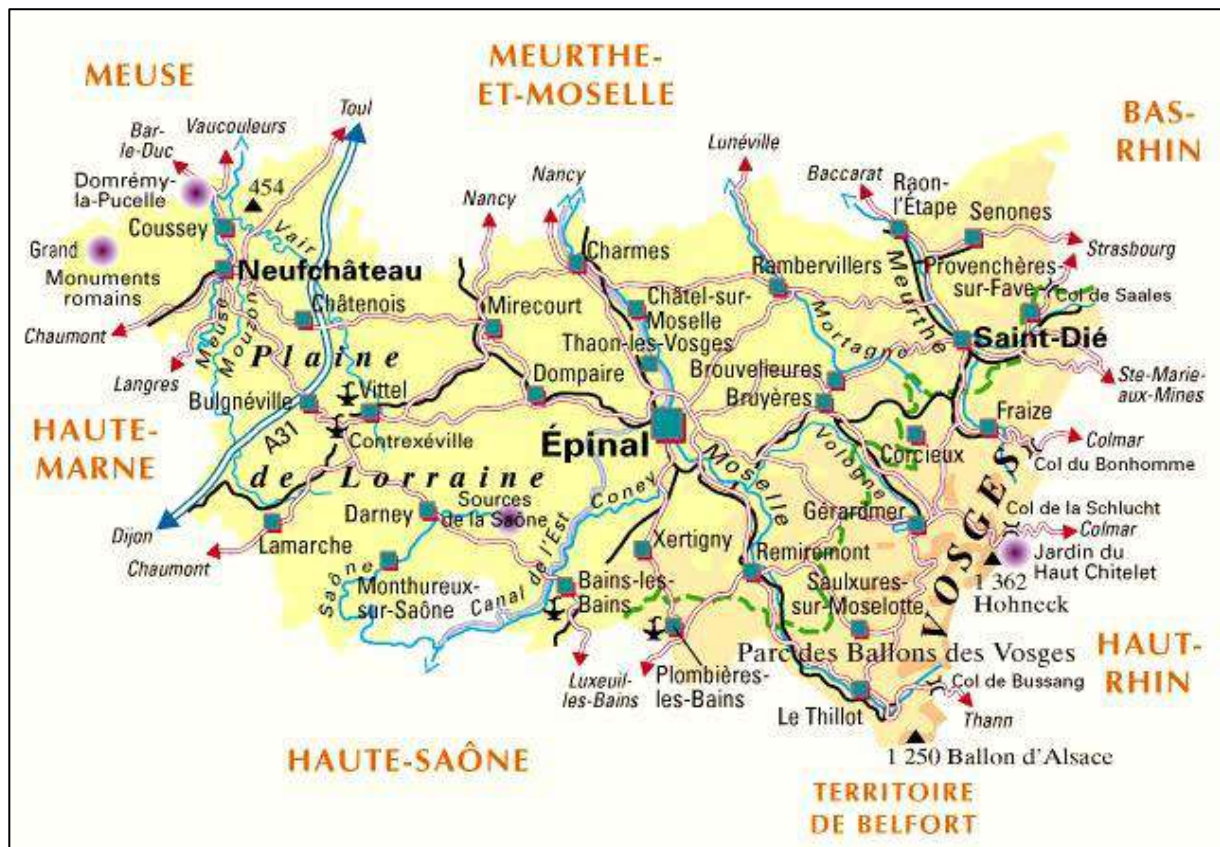 MEUSE
MEURTHE-
ET-MOSELLE
BAS-
RHIN
Toul
Bar-
le-Duc
Vaucouleurs
Domrémy-
la-Pucelle
454
Coussey
Vair
Grand
Monuments
romains
Neufchâteau
Châtenois
Chaumont
Langres
Meuse
Mouzon
Nancy
Nancy
Lunéville
Baccarat
Raon-
l'Étape
Senones
Strasbourg
Charmes
Rambervillers
Meurthe
Provenchères-
sur-Fave
Col de Saales
Mirecourt
Châtel-sur-
Moselle
Mortagne
Saint-Dié
Thaon-les-Vosges
Plaine
Dompaire
Brouvelieures
Ste-Marie-
aux-Mines
Bulgnéville
Vittel
Bruyères
Fraize
HAUTE-
MARNE
A31
Contrexéville
Épinal
Moselle
Vologne
Corcieux
Colmar
Col du Bonhomme
de Lorraine
Sources
de la Saône
Coney
Darney
Gérardmer
Col de la Schlucht
Colmar
Dijon
Lamarche
Chaumont
Xertigny
Remiremont
VOSGES
Jardin du
Haut Chitelet
1 362
Hohneck
Saône
Monthureux-
sur-Saône
Canal de l'Est
Bains-les-
Bains
Saulxures-
sur-Moselotte
Parc des Ballons des Vosges
HAUT-
RHIN
Luxeuil-
les-Bains
Plombières-
les-Bains
Col de Bussang
Le Thillot
Thann
1 250 Ballon d'Alsace
HAUTE-SAÔNE
TERRITOIRE
DE BELFORT